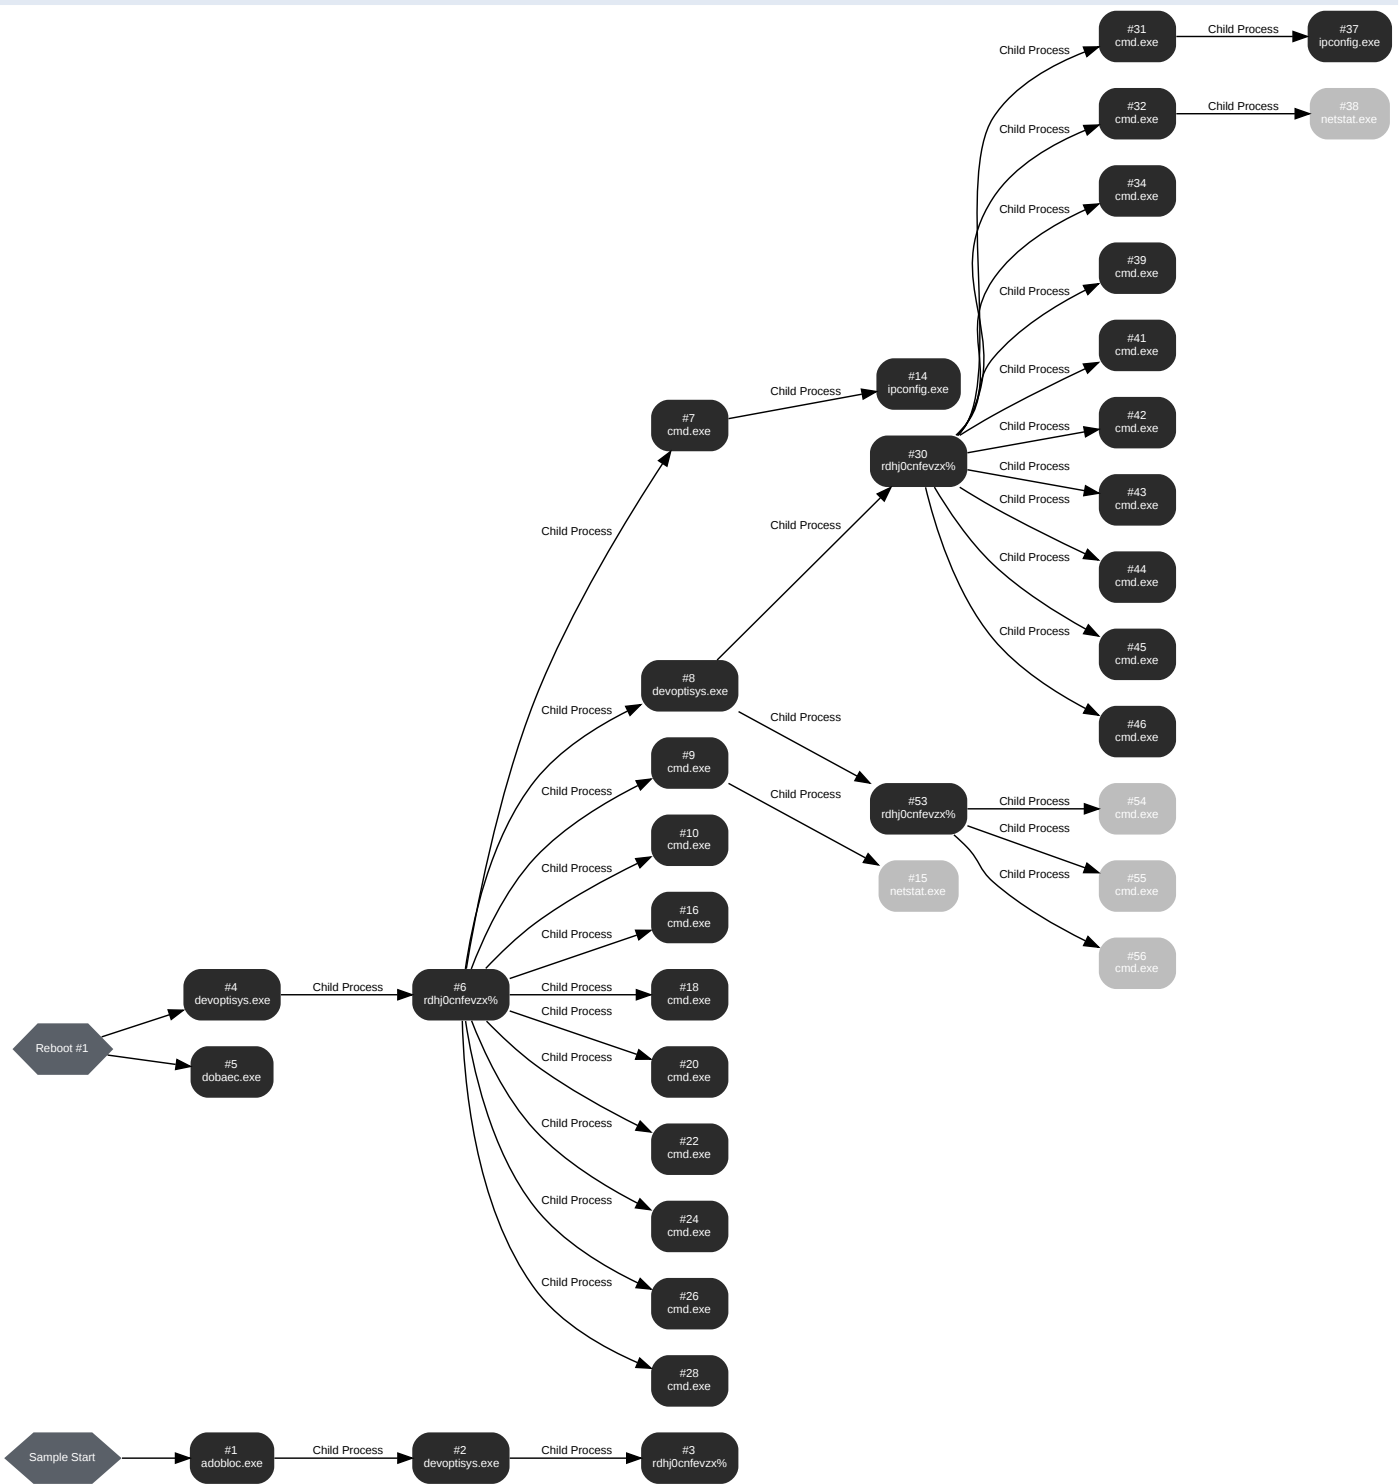 #31
cmd.exe
Child Process
#37
ipconfig.exe
Child Process
#32
cmd.exe
Child Process
#38
netstat.exe
Child Process
#34
cmd.exe
Child Process
#39
cmd.exe
Child Process
#41
cmd.exe
Child Process
#42
cmd.exe
Child Process
#43
cmd.exe
Child Process
#44
cmd.exe
Child Process
#45
cmd.exe
Child Process
#46
cmd.exe
Child Process
#7
cmd.exe
Child Process
#14
ipconfig.exe
#30
rdhj0cnfevzx%
Child Process
Child Process
#8
devoptisys.exe
Child Process
Child Process
#9
cmd.exe
Child Process
Child Process
#53
rdhj0cnfevzx%
Child Process
#54
cmd.exe
Child Process
#55
cmd.exe
Child Process
#56
cmd.exe
#15
netstat.exe
#10
cmd.exe
Child Process
#16
cmd.exe
Child Process
#4
devoptisys.exe
Child Process
#6
rdhj0cnfevzx%
Child Process
#18
cmd.exe
Child Process
Reboot #1
#5
dobaec.exe
#20
cmd.exe
Child Process
#22
cmd.exe
Child Process
#24
cmd.exe
Child Process
#26
cmd.exe
Child Process
#28
cmd.exe
Sample Start
#1
adobloc.exe
Child Process
#2
devoptisys.exe
Child Process
#3
rdhj0cnfevzx%